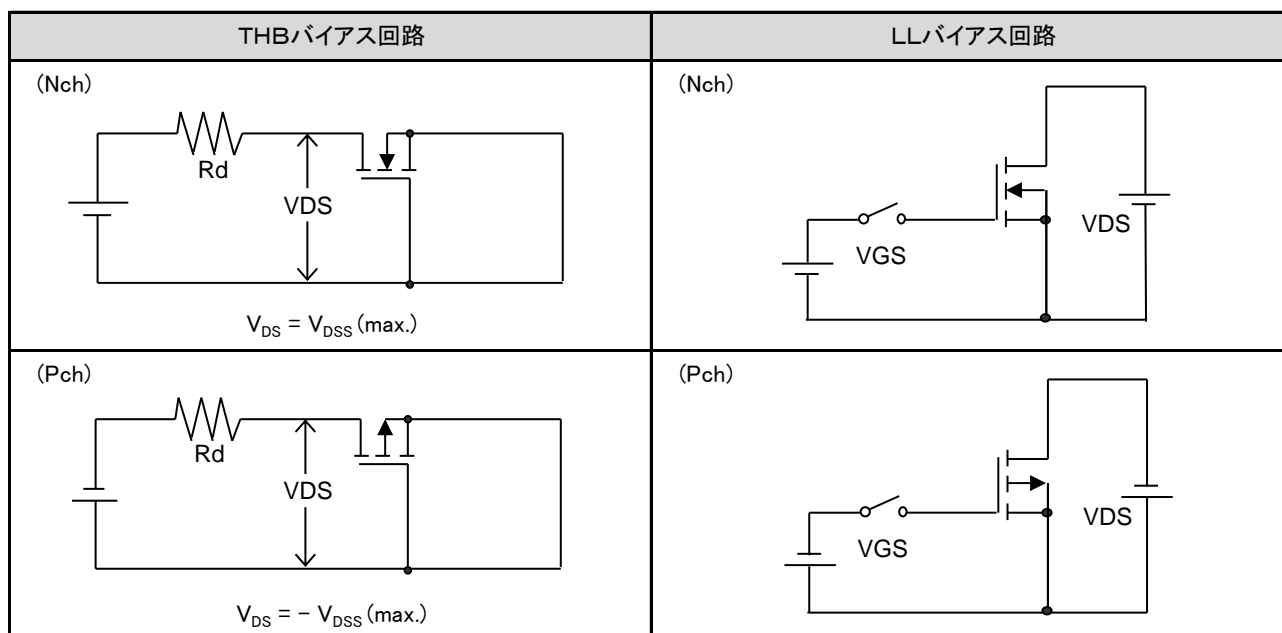 THBバイアス回路
LLバイアス回路
(Nch)
Rd
VDS
V_DS = V_DSS (max.)
(Nch)
VGS
VDS
(Pch)
Rd
VDS
V_DS = − V_DSS (max.)
(Pch)
VGS
VDS